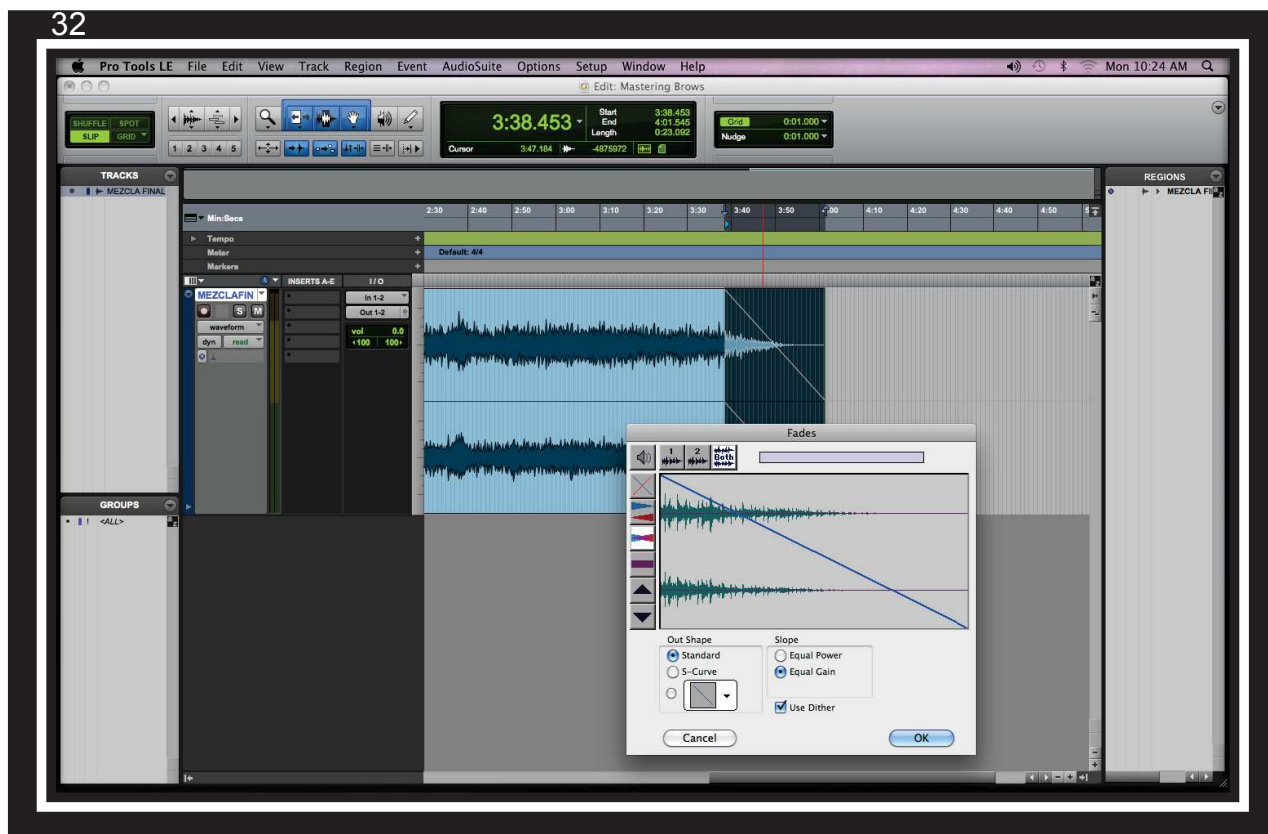 32
Pro Tools LE File Edit View Track Region Event AudioSuite Options Setup Window Help Mon 10:24 AM
Edit: Mastering Brows
SHUFFLE SPOT
SLIP GRID
1 2 3 4 5
3:38.453
Start 3:38.453
End 4:01.545
Length 0:23.092
Cursor 3:47.184 -4875972
Grid 0:01.000
Nudge 0:01.000
TRACKS
MEZCLA FINAL
REGIONS
MEZCLA FI
Min:Secs
2:30 2:40 2:50 3:00 3:10 3:20 3:30 3:40 3:50 4:00 4:10 4:20 4:30 4:40 4:50 5
Tempo
Meter Default: 4/4
Markers
INSERTS A-E I/O
MEZCLAFIN
In 1-2
S M
Out 1-2
waveform
vol 0.0
dyn read
100 100
GROUPS
1 <ALL>
Fades
1 2 Both
Out Shape
Standard
S-Curve
Slope
Equal Power
Equal Gain
Use Dither
Cancel
OK